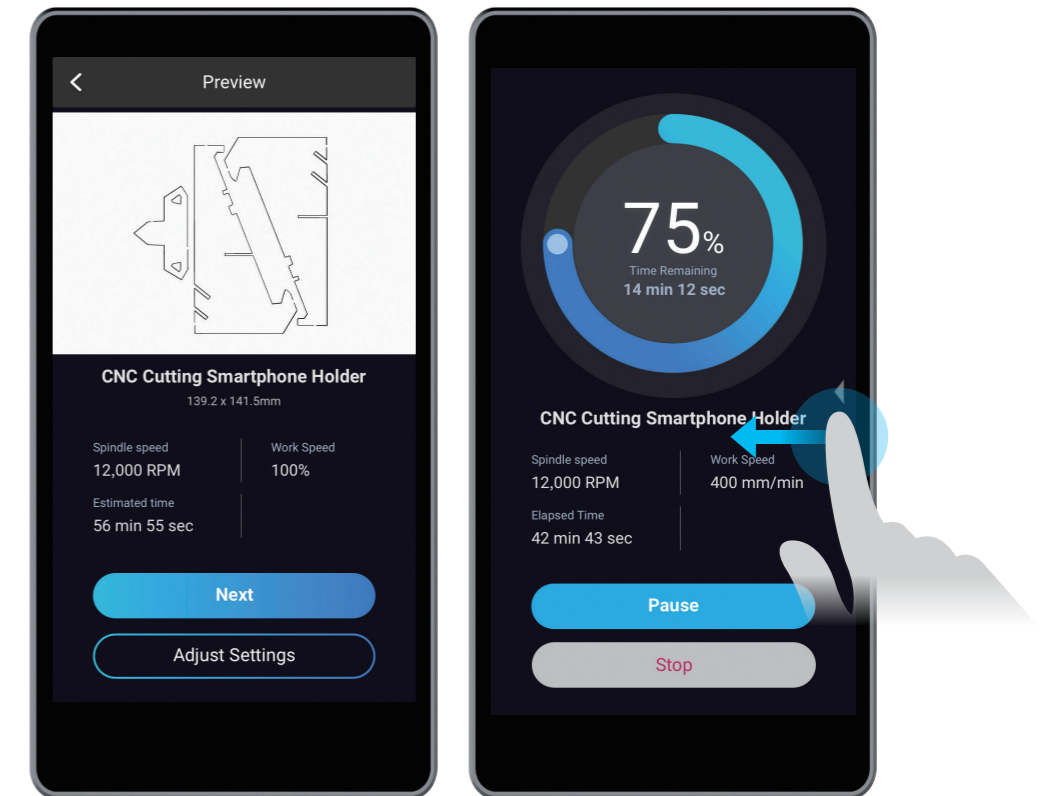 Preview
CNC Cutting Smartphone Holder
139.2 x 141.5mm
Spindle speed
12,000 RPM
Work Speed
100%
Estimated time
56 min 55 sec
Next
Adjust Settings
75%
Time Remaining
14 min 12 sec
CNC Cutting Smartphone Holder
Spindle speed
12,000 RPM
Work Speed
400 mm/min
Elapsed Time
42 min 43 sec
Pause
Stop